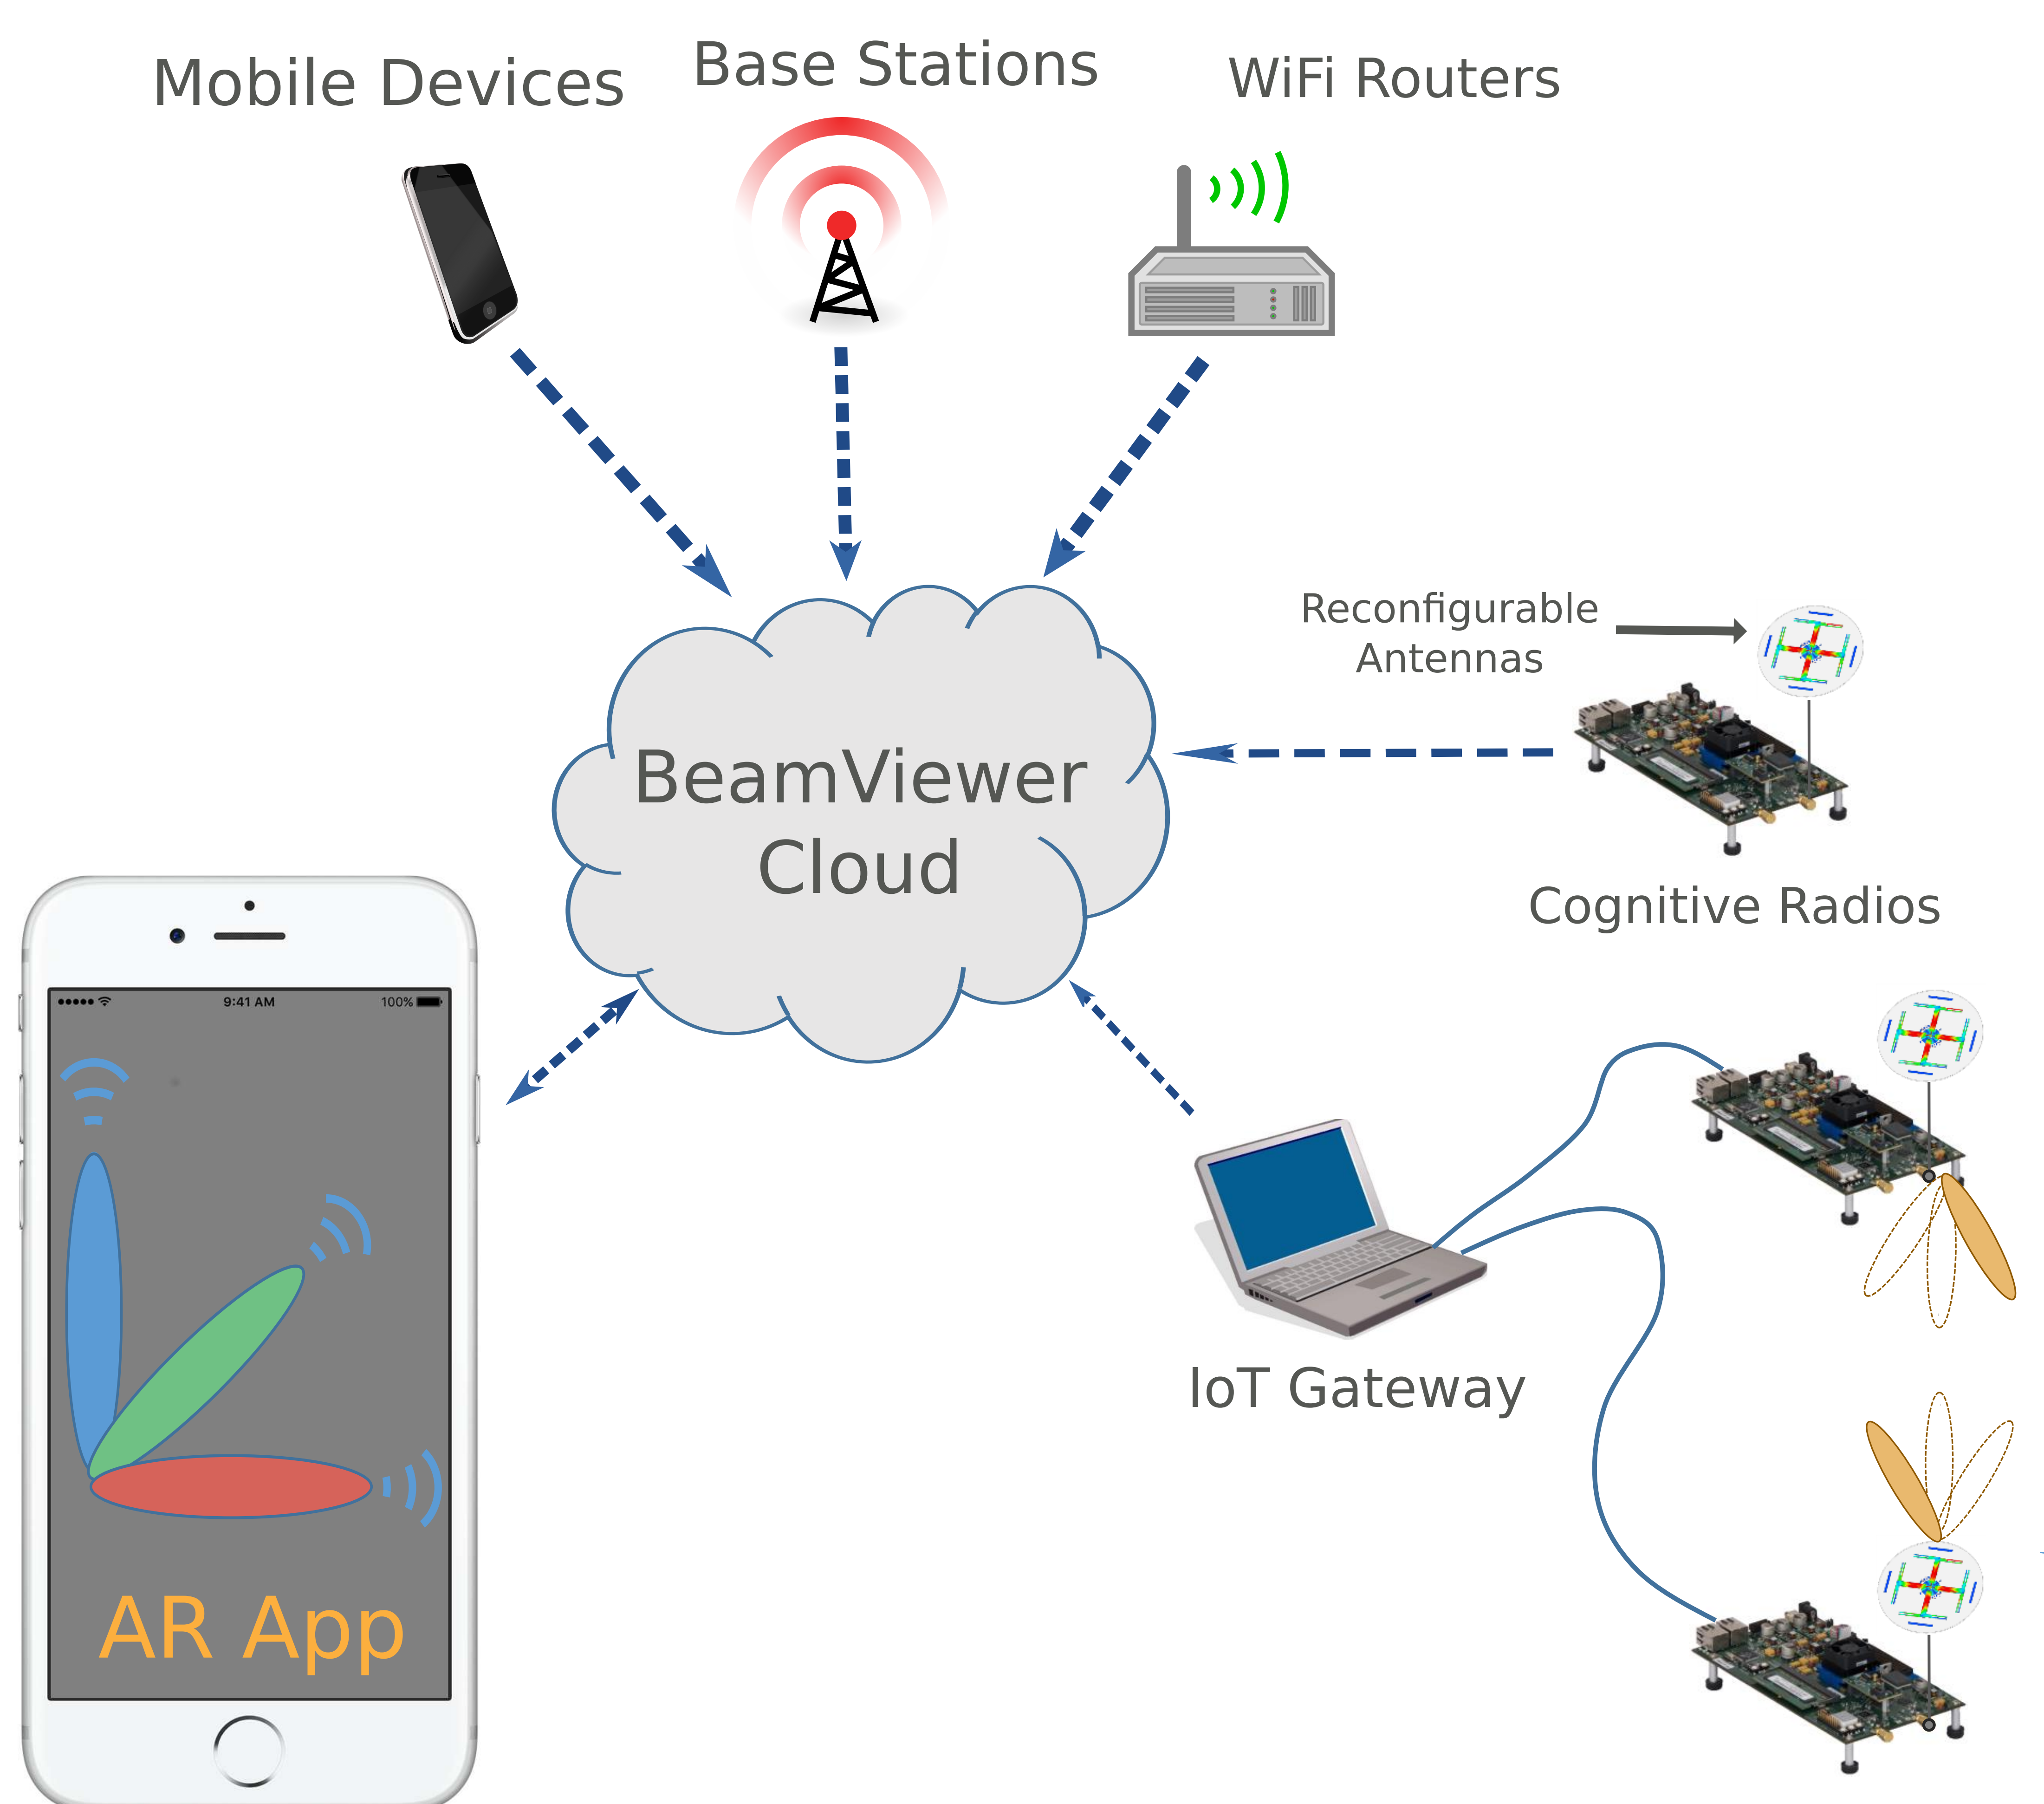 Mobile Devices
Base Stations
WiFi Routers
Reconfigurable
Antennas
BeamViewer
Cloud
Cognitive Radios
9:41 AM
100%
IoT Gateway
AR App